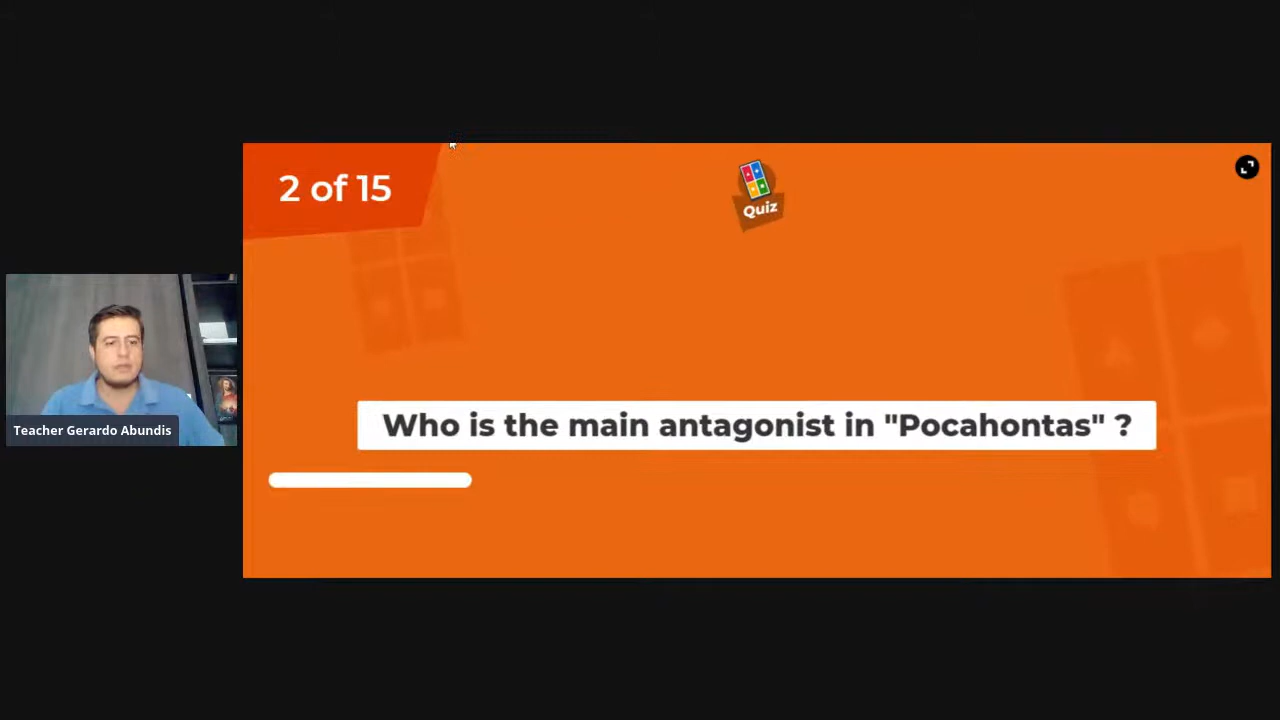 2 of 15
Quiz
Who is the main antagonist in "Pocahontas" ?
Teacher Gerardo Abundis